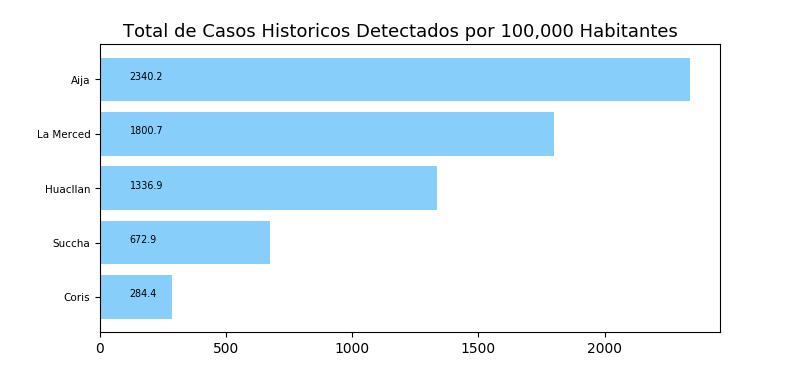 Total de Casos Historicos Detectados por 100,000 Habitantes
Aija 2340.2
La Merced 1800.7
Huacllan 1336.9
Succha 672.9
Coris 284.4
0 500 1000 1500 2000